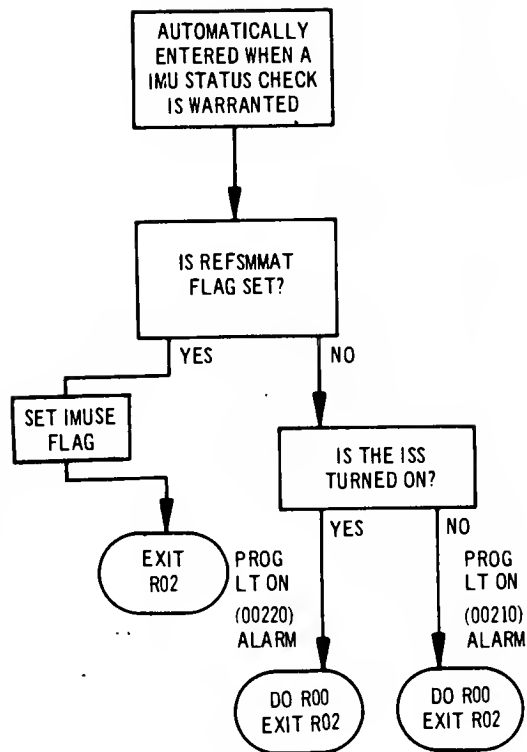 AUTOMATICALLY
ENTERED WHEN A
IMU STATUS CHECK
IS WARRANTED
IS REFSMMAT
FLAG SET?
YES
NO
SET IMUSE
FLAG
IS THE ISS
TURNED ON?
EXIT
R02
YES
NO
PROG
LT ON
(00220)
ALARM
PROG
LT ON
(00210)
ALARM
DO R00
EXIT R02
DO R00
EXIT R02